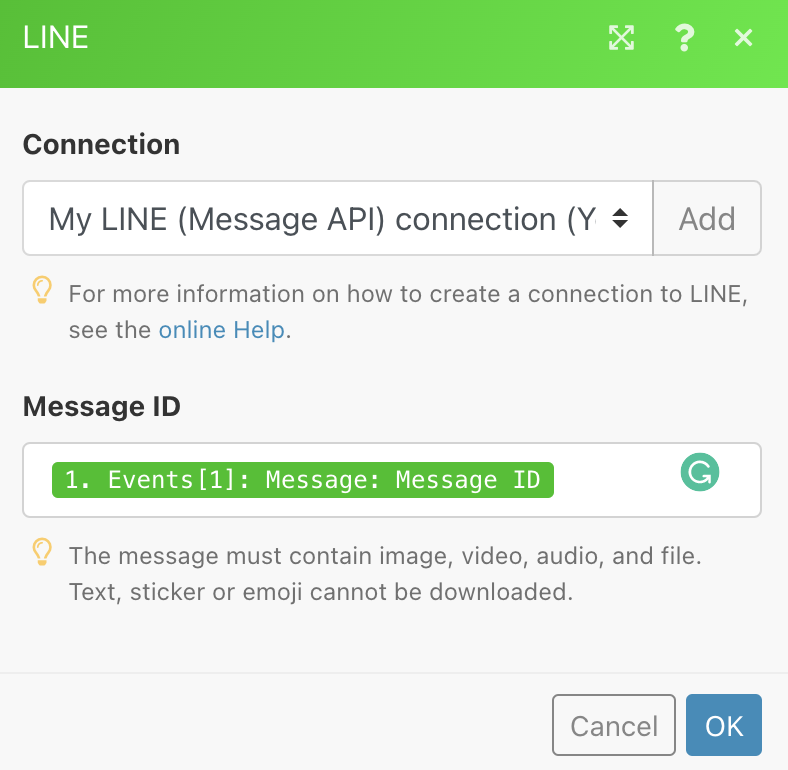 LINE
Connection
My LINE (Message API) connection (Y
Add
For more information on how to create a connection to LINE,
see the online Help.
Message ID
1. Events[1]: Message: Message ID
The message must contain image, video, audio, and file.
Text, sticker or emoji cannot be downloaded.
Cancel
OK